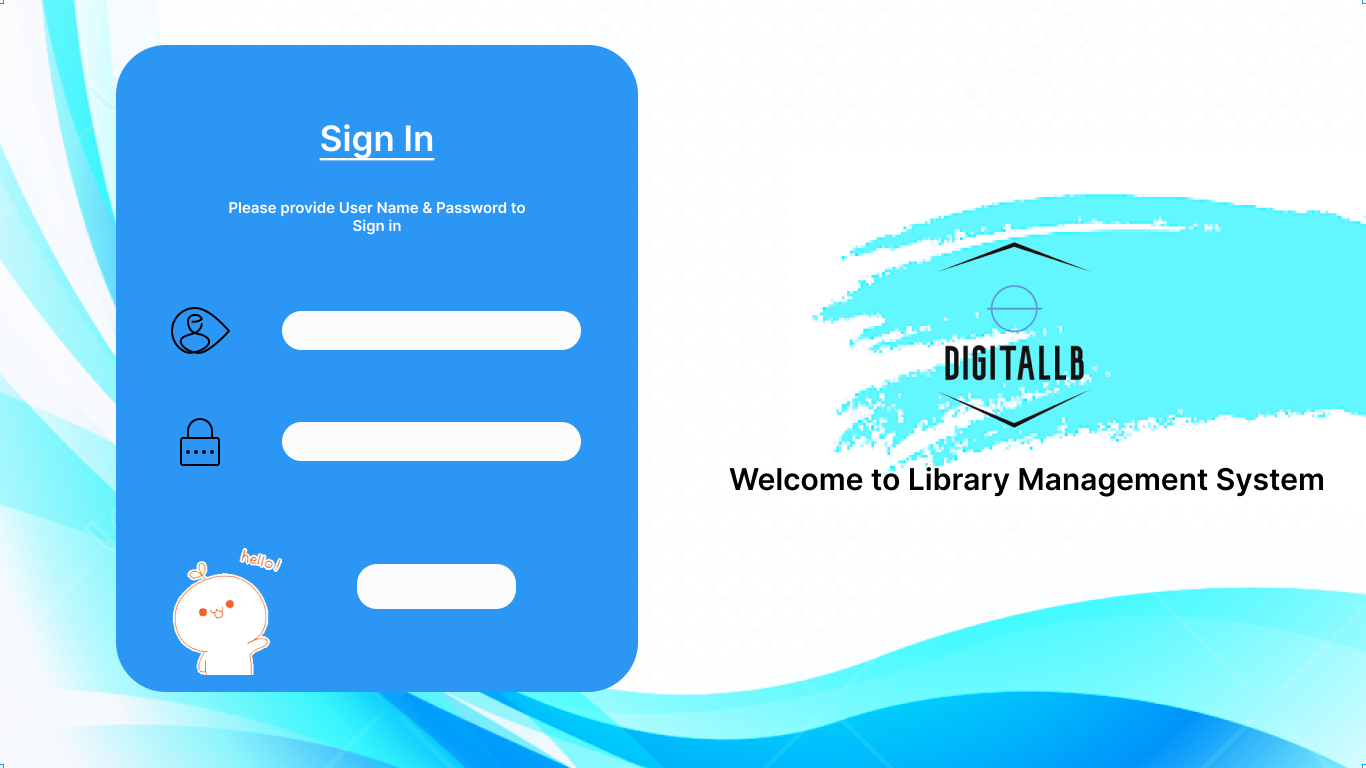 Sign In
Please provide User Name & Password to
Sign in
hello!
DIGITALLB
Welcome to Library Management System